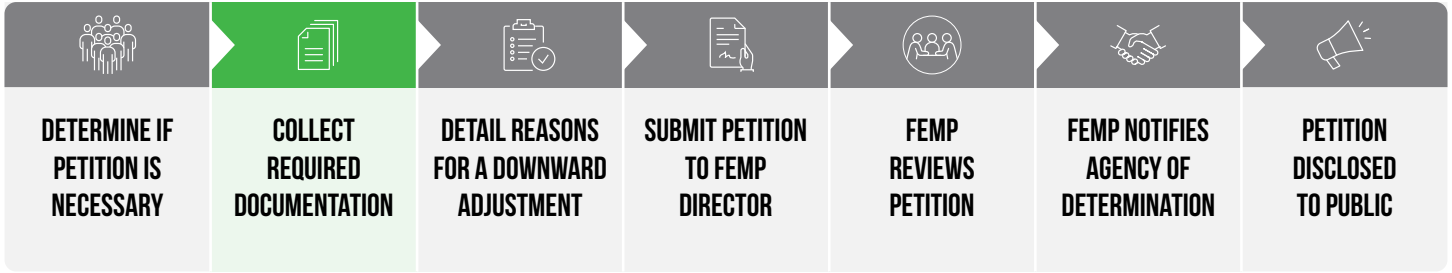 DETERMINE IF
PETITION IS
NECESSARY
COLLECT
REQUIRED
DOCUMENTATION
DETAIL REASONS
FOR A DOWNWARD
ADJUSTMENT
SUBMIT PETITION
TO FEMP
DIRECTOR
FEMP
REVIEWS
PETITION
FEMP NOTIFIES
AGENCY OF
DETERMINATION
PETITION
DISCLOSED
TO PUBLIC